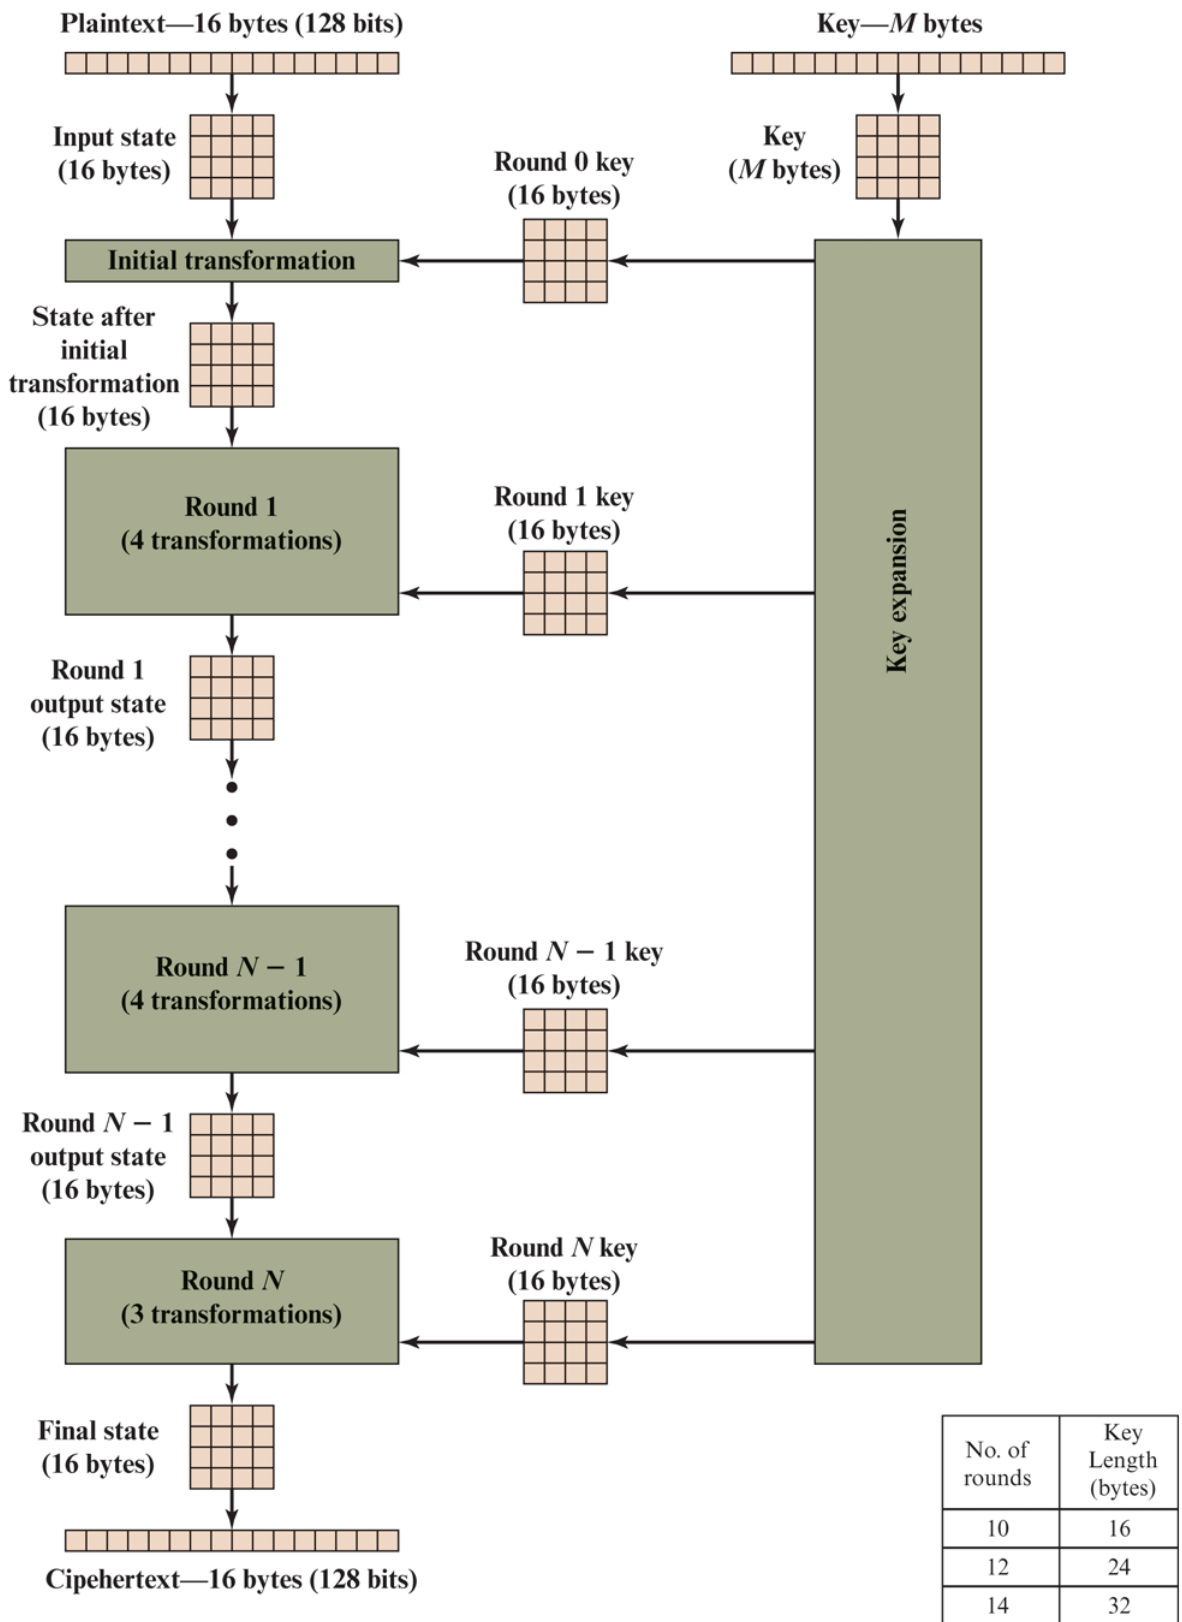 Plaintext—16 bytes (128 bits)
Key—M bytes
Input state
(16 bytes)
Key
(M bytes)
Round 0 key
(16 bytes)
Initial transformation
State after
initial
transformation
(16 bytes)
Round 1
(4 transformations)
Round 1 key
(16 bytes)
Key expansion
Round 1
output state
(16 bytes)
Round N − 1
(4 transformations)
Round N − 1 key
(16 bytes)
Round N − 1
output state
(16 bytes)
Round N
(3 transformations)
Round N key
(16 bytes)
Final state
(16 bytes)
Cipehertext—16 bytes (128 bits)
No. of
rounds
Key
Length
(bytes)
10 16
12 24
14 32